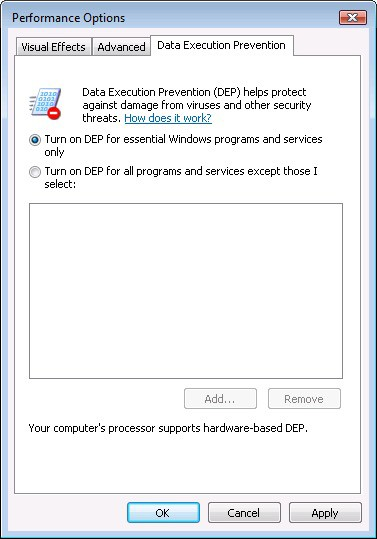 Performance Options
Visual Effects Advanced Data Execution Prevention
Data Execution Prevention (DEP) helps protect
against damage from viruses and other security
threats. How does it work?
Turn on DEP for essential Windows programs and services
only
Turn on DEP for all programs and services except those I
select:
Add... Remove
Your computer's processor supports hardware-based DEP.
OK Cancel Apply